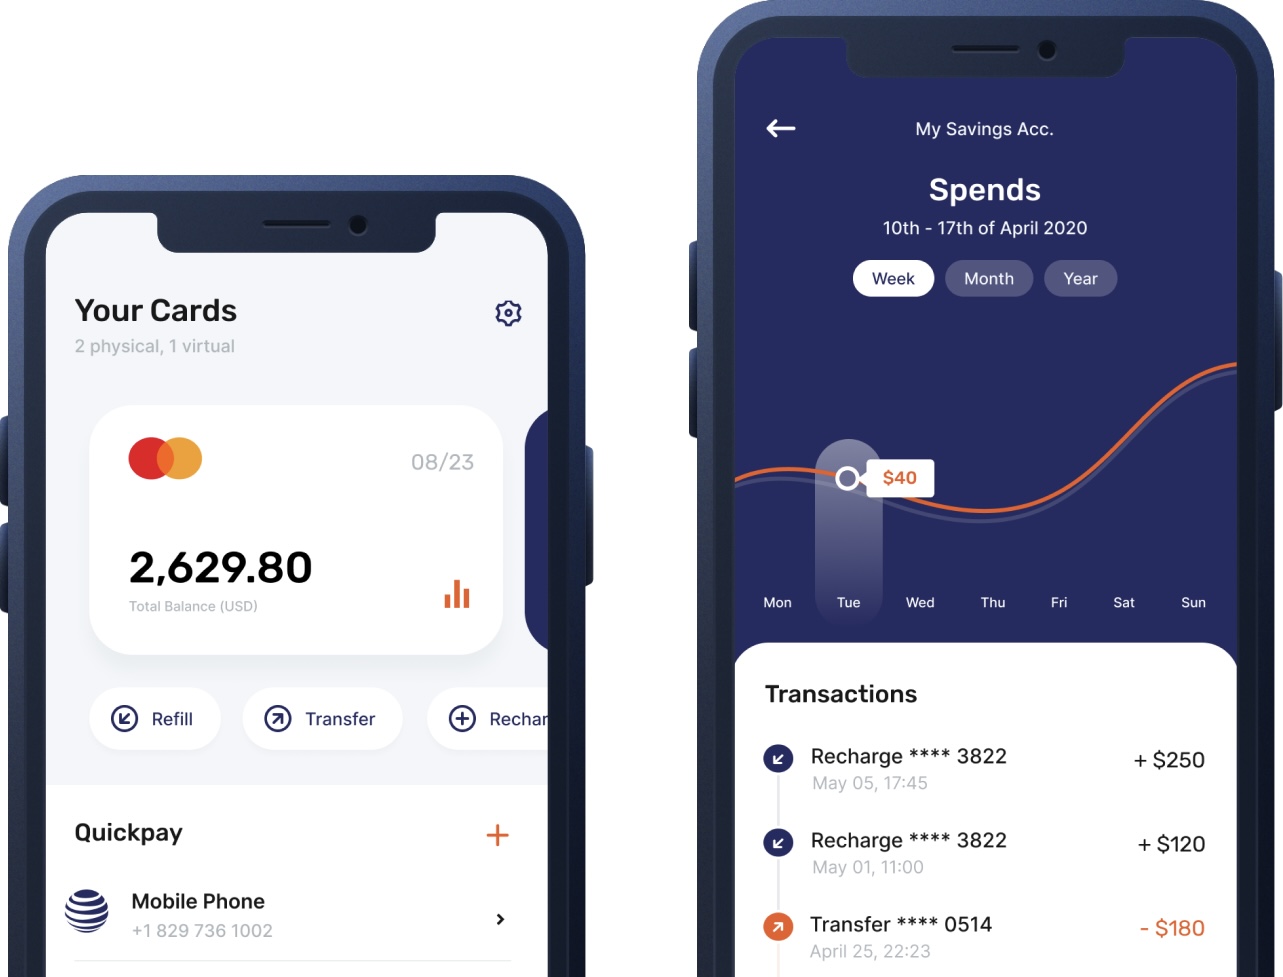 Your Cards
2 physical, 1 virtual
08/23
2,629.80
Total Balance (USD)
Refill
Transfer
Rechar
Quickpay
Mobile Phone
+1 829 736 1002
My Savings Acc.
Spends
10th - 17th of April 2020
Week Month Year
$40
Mon Tue Wed Thu Fri Sat Sun
Transactions
Recharge **** 3822 + $250
May 05, 17:45
Recharge **** 3822 + $120
May 01, 11:00
Transfer **** 0514 - $180
April 25, 22:23